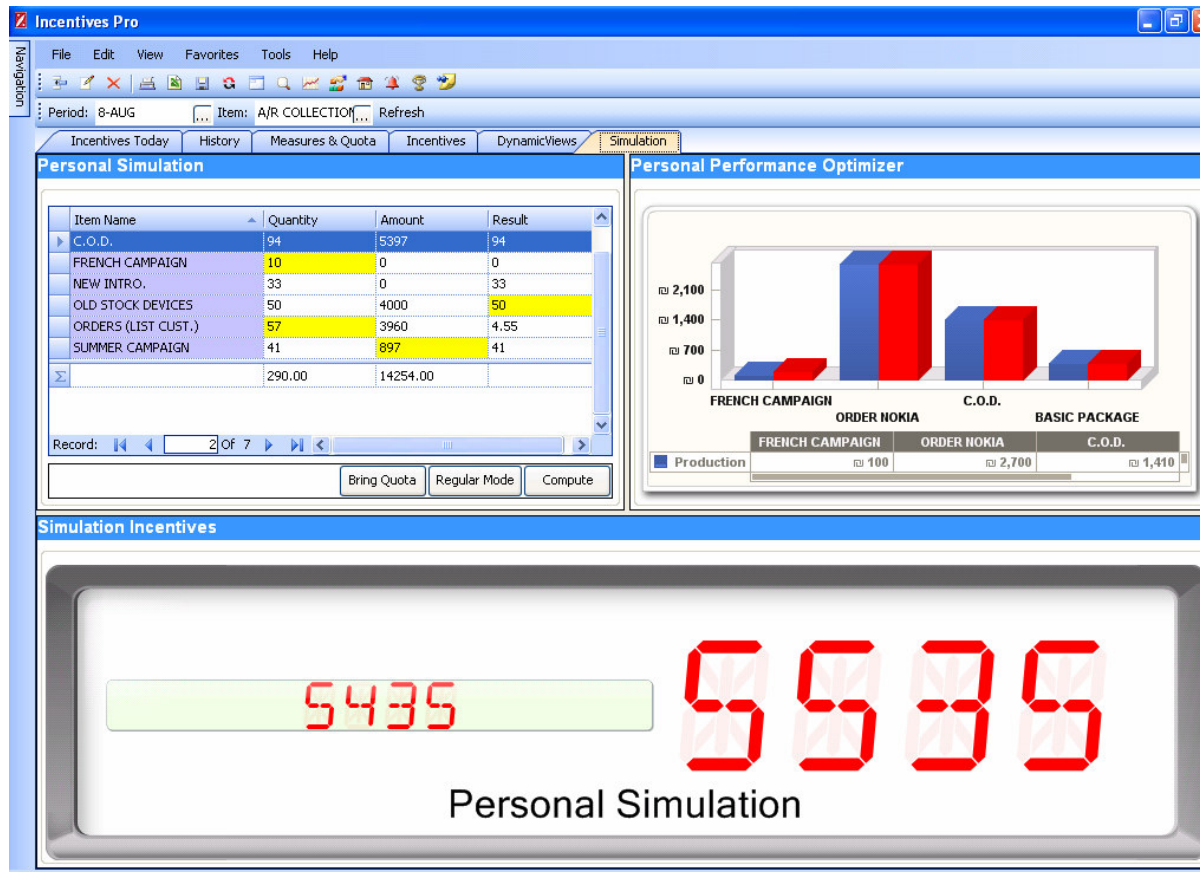 Incentives Pro
Navigation
File Edit View Favorites Tools Help
Period: 8-AUG ... Item: A/R COLLECTION ... Refresh
Incentives Today History Measures & Quota Incentives DynamicViews Simulation
Personal Simulation
Item Name Quantity Amount Result
C.O.D. 94 5397 94
FRENCH CAMPAIGN 10 0 0
NEW INTRO. 33 0 33
OLD STOCK DEVICES 50 4000 50
ORDERS (LIST CUST.) 57 3960 4.55
SUMMER CAMPAIGN 41 897 41
Σ 290.00 14254.00
Record: 2 Of 7
Bring Quota Regular Mode Compute
Personal Performance Optimizer
₪ 2,100
₪ 1,400
₪ 700
₪ 0
FRENCH CAMPAIGN C.O.D.
ORDER NOKIA BASIC PACKAGE
FRENCH CAMPAIGN ORDER NOKIA C.O.D.
Production ₪ 100 ₪ 2,700 ₪ 1,410
Simulation Incentives
5435 5535
Personal Simulation